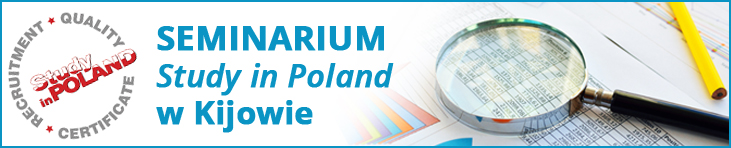 RECRUITMENT ★ QUALITY ★ CERTIFICATE ★
Study
in POLAND
SEMINARIUM
Study in Poland
w Kijowie